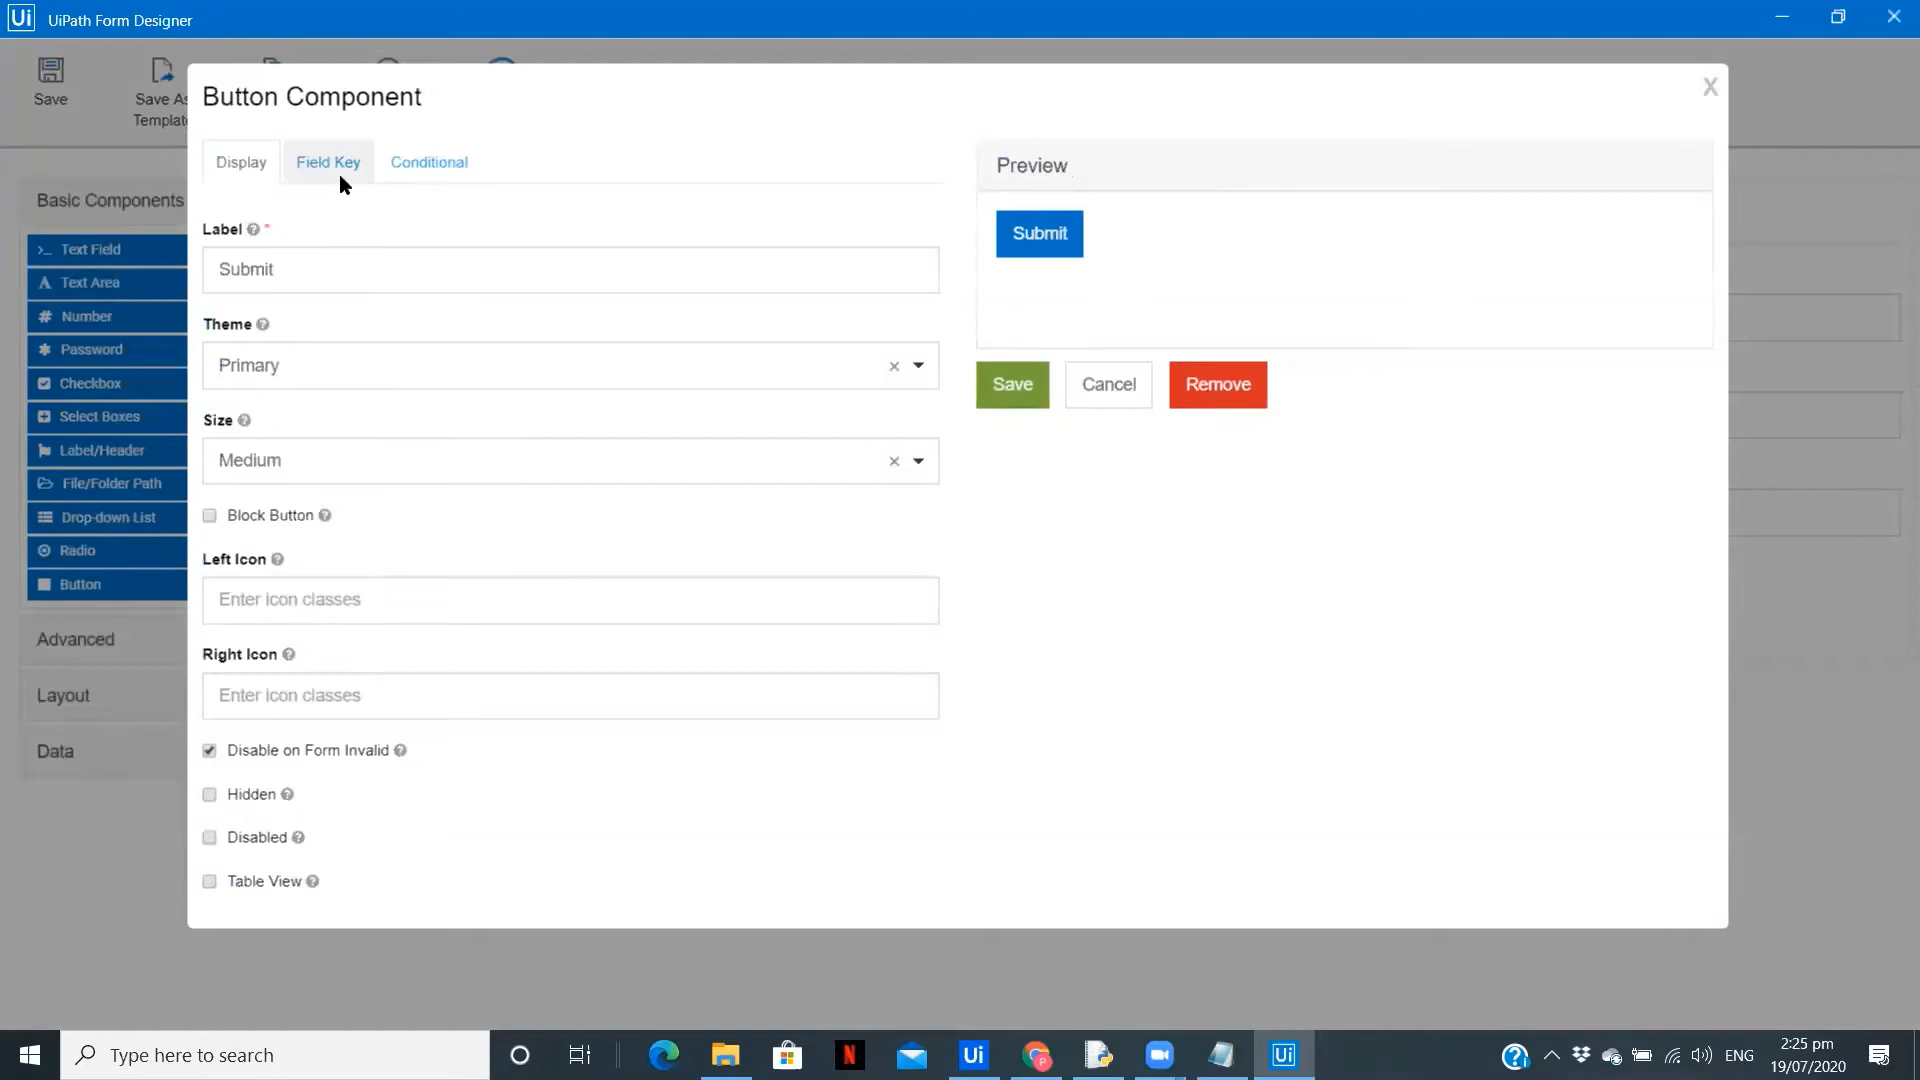 Ui UiPath Form Designer
Save
Save As
Template
Button Component
X
Display
Field Key
Conditional
Label
*
Submit
Theme
Primary
Size
Medium
Block Button
Left Icon
Enter icon classes
Right Icon
Enter icon classes
Disable on Form Invalid
Hidden
Disabled
Table View
Preview
Submit
Save
Cancel
Remove
Basic Components
Text Field
Text Area
Number
Password
Checkbox
Select Boxes
Label/Header
File/Folder Path
Drop-down List
Radio
Button
Advanced
Layout
Data
Type here to search
N
Ui
P
Ui
ENG
2:25 pm
19/07/2020